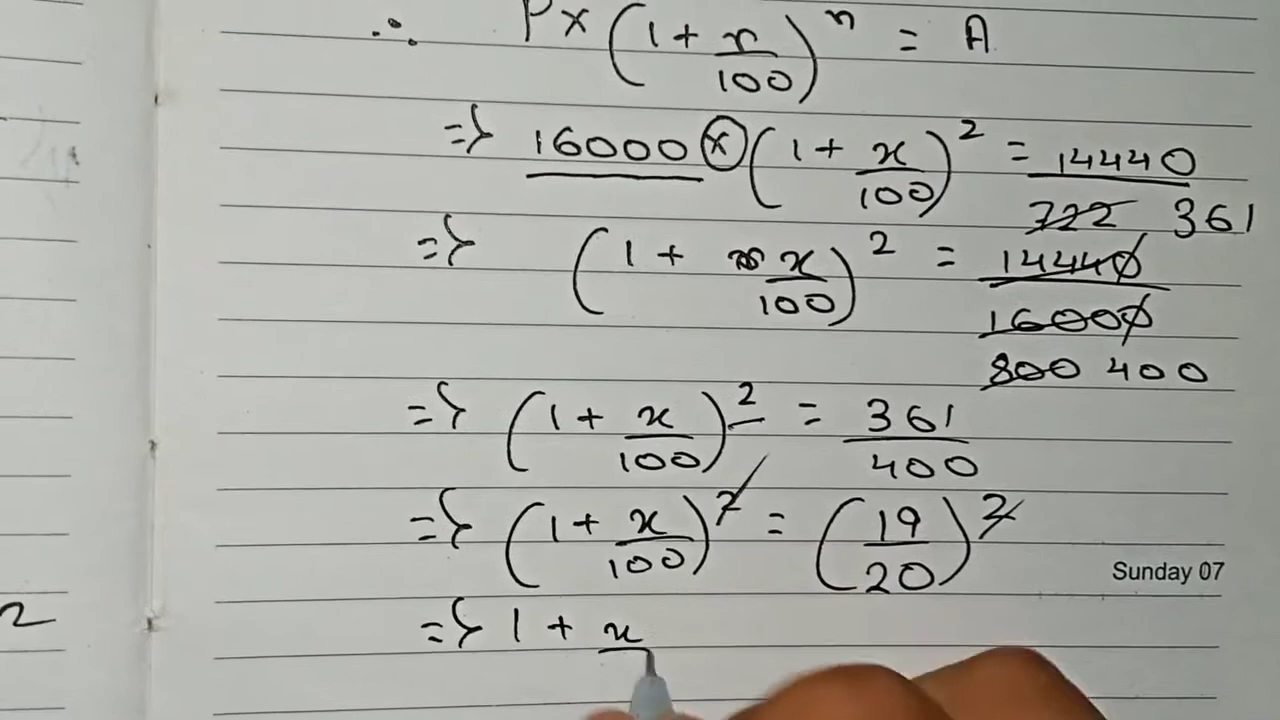 ∴ P × (1 + r/100)^n = A
=> 16000 × (1 + x/100)^2 = 14440
722 361
=> (1 + x/100)^2 = 14440/16000
800 400
=> (1 + x/100)^2 = 361/400
=> (1 + x/100)^2 = (19/20)^2
Sunday 07
2
=> 1 + x